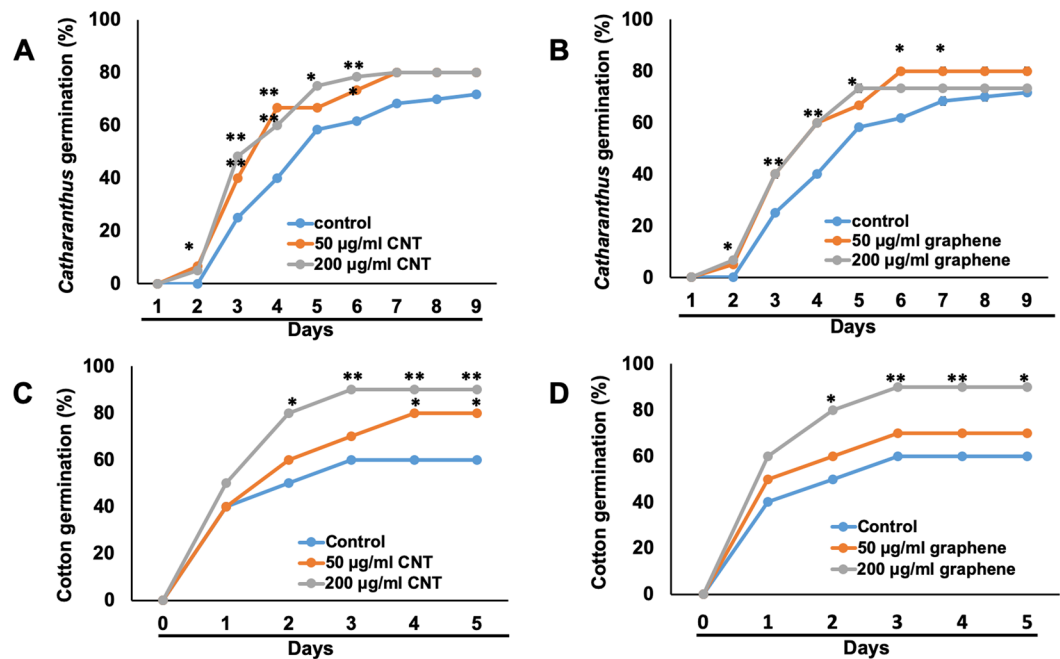 A
Catharanthus germination (%)
100
80
60
40
20
0
* ** ** ** ** * ** *
control
50 µg/ml CNT
200 µg/ml CNT
1 2 3 4 5 6 7 8 9
Days
B
Catharanthus germination (%)
100
80
60
40
20
0
* ** ** * * *
control
50 µg/ml graphene
200 µg/ml graphene
1 2 3 4 5 6 7 8 9
Days
C
Cotton germination (%)
100
80
60
40
20
0
* ** ** **
* *
Control
50 µg/ml CNT
200 µg/ml CNT
0 1 2 3 4 5
Days
D
Cotton germination (%)
100
80
60
40
20
0
* ** ** *
Control
50 µg/ml graphene
200 µg/ml graphene
0 1 2 3 4 5
Days